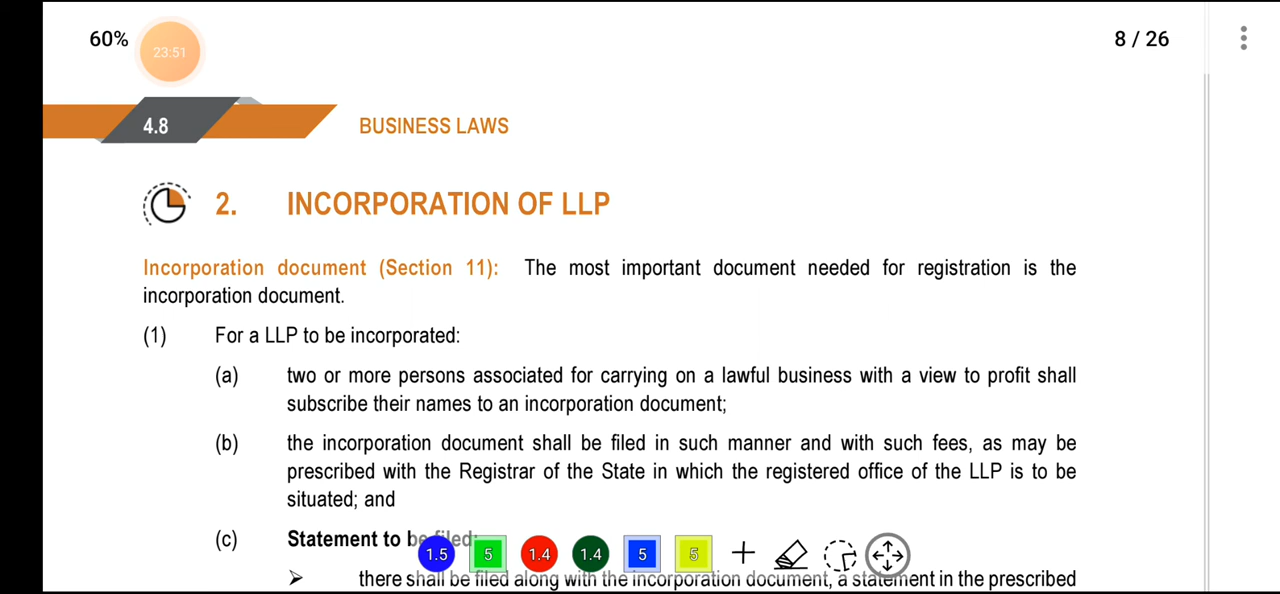 60%
23:51
8 / 26
4.8
BUSINESS LAWS
2. INCORPORATION OF LLP
Incorporation document (Section 11): The most important document needed for registration is the
incorporation document.
(1) For a LLP to be incorporated:
(a) two or more persons associated for carrying on a lawful business with a view to profit shall
subscribe their names to an incorporation document;
(b) the incorporation document shall be filed in such manner and with such fees, as may be
prescribed with the Registrar of the State in which the registered office of the LLP is to be
situated; and
(c) Statement to be filed:
1.5 5 1.4 1.4 5 5
there shall be filed along with the incorporation document, a statement in the prescribed